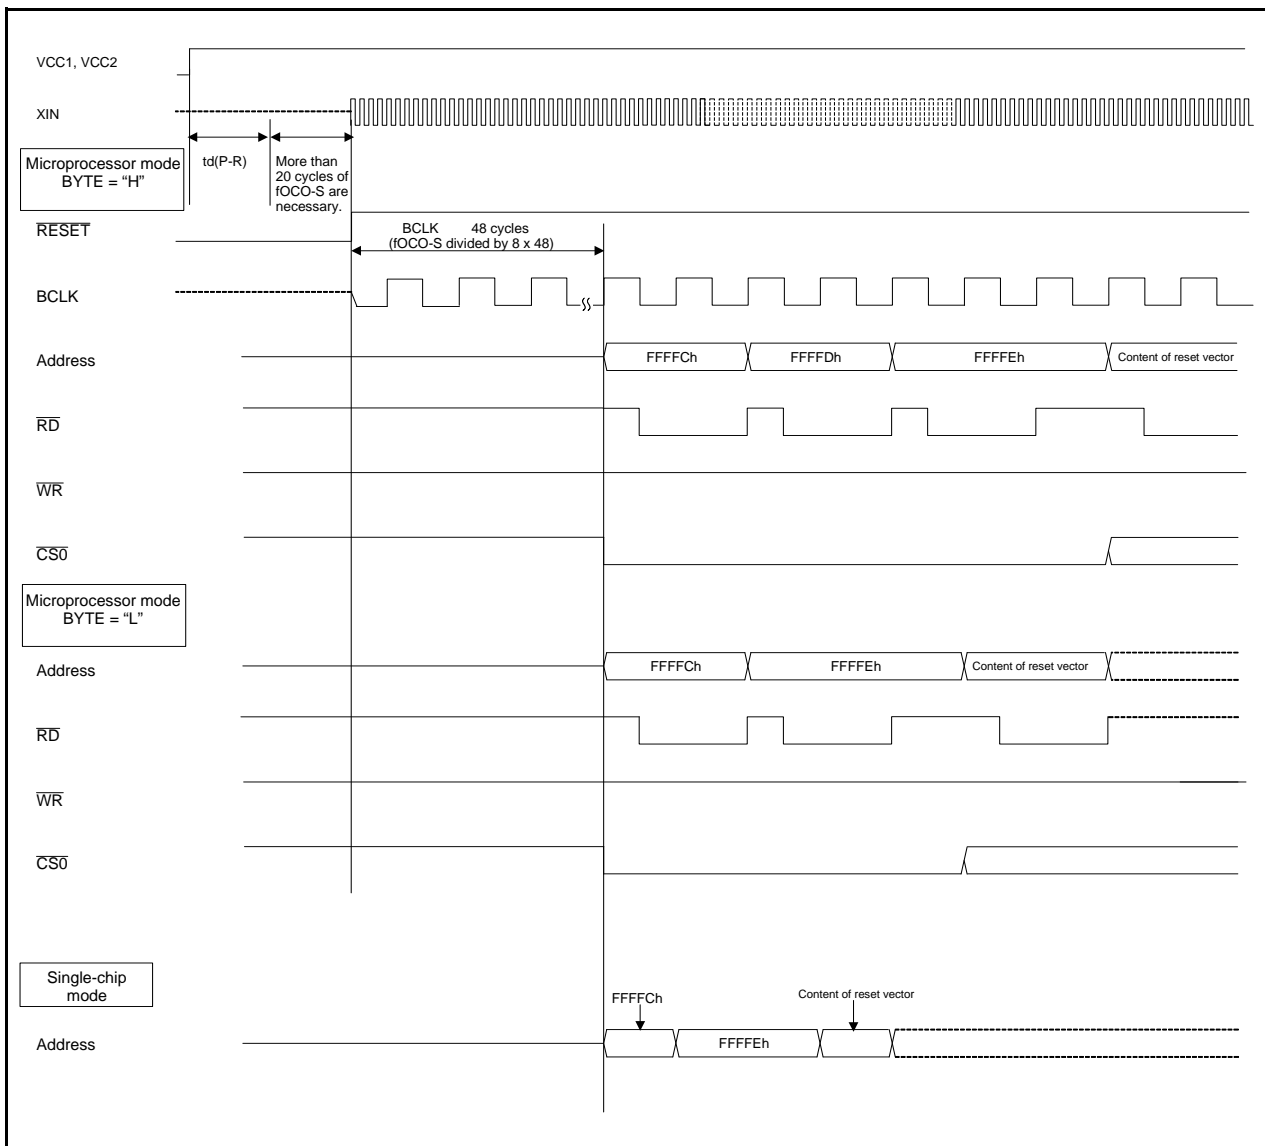 VCC1, VCC2
XIN
Microprocessor mode
BYTE = “H”
td(P-R)
More than
20 cycles of
fOCO-S are
necessary.
RESET
BCLK 48 cycles
(fOCO-S divided by 8 x 48)
BCLK
Address
FFFFCh
FFFFDh
FFFFEh
Content of reset vector
RD
WR
CS0
Microprocessor mode
BYTE = “L”
Address
FFFFCh
FFFFEh
Content of reset vector
RD
WR
CS0
Single-chip
mode
FFFFCh
Content of reset vector
Address
FFFFEh